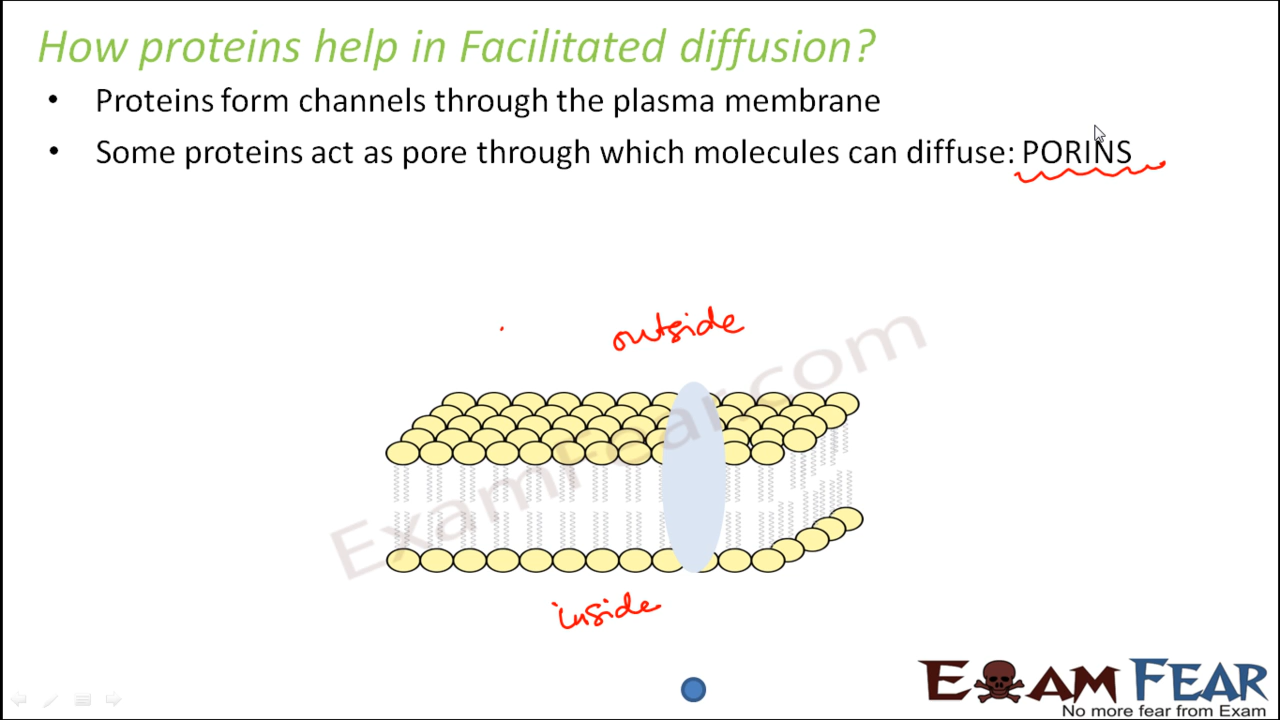 How proteins help in Facilitated diffusion?
• Proteins form channels through the plasma membrane
• Some proteins act as pore through which molecules can diffuse: PORINS
outside
ExamFear.com
inside
EXAM FEAR
No more fear from Exam